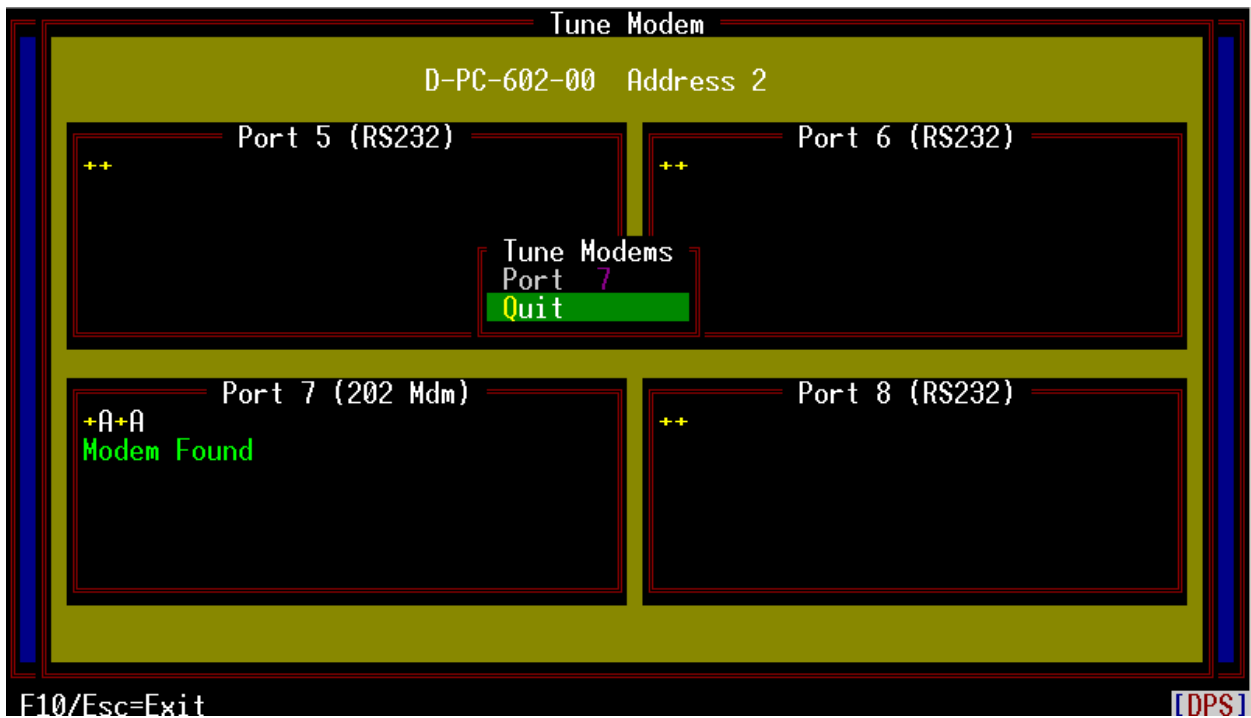 Tune Modem
D-PC-602-00 Address 2
Port 5 (RS232)
++
Port 6 (RS232)
++
Tune Modems
Port 7
Quit
Port 7 (202 Mdm)
+A+A
Modem Found
Port 8 (RS232)
++
F10/Esc=Exit
[DPS]